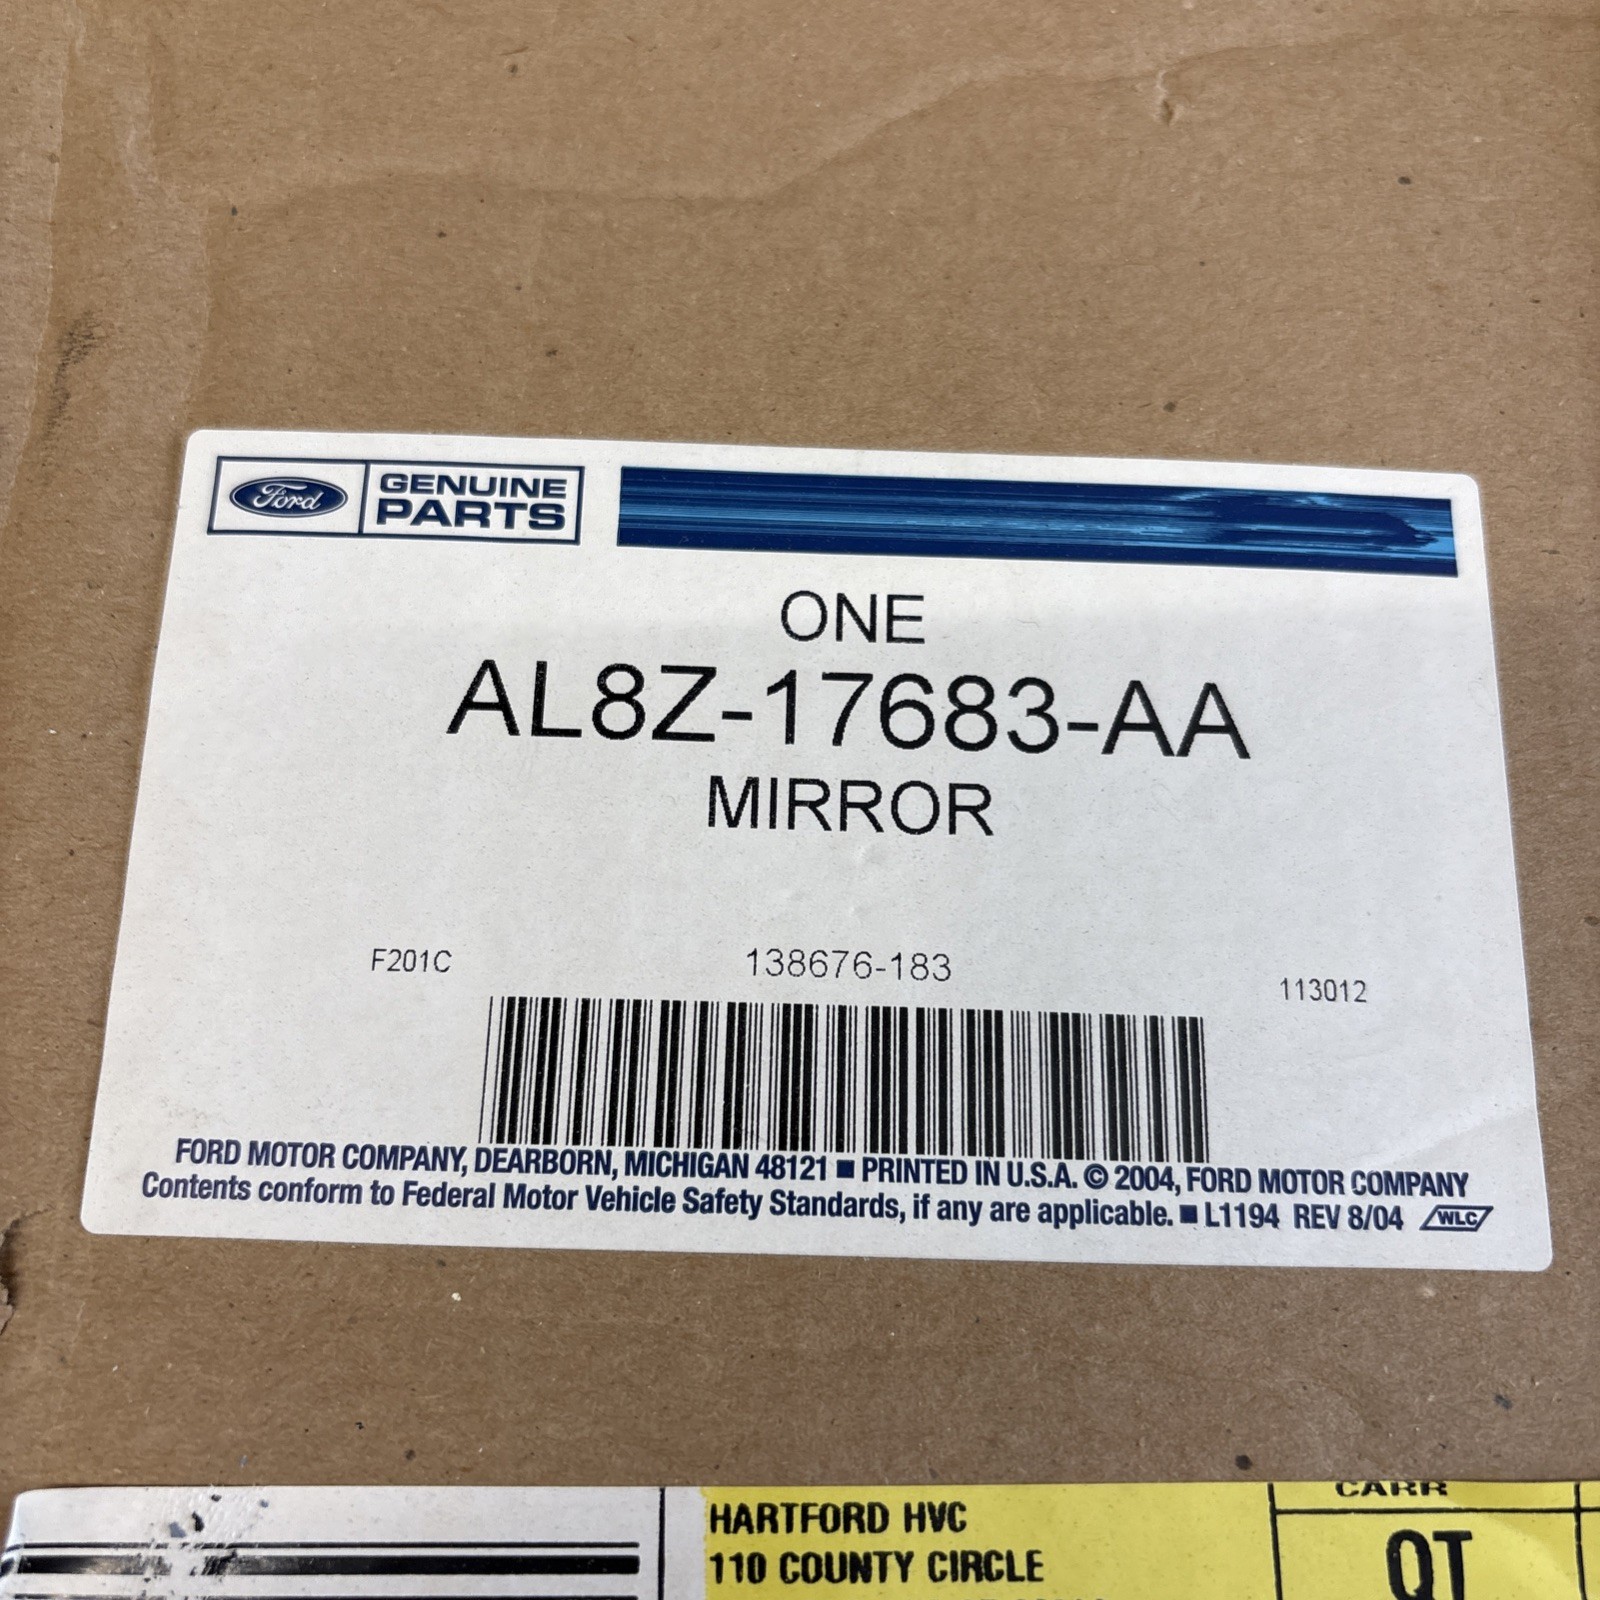 Ford
GENUINE
PARTS
ONE
AL8Z-17683-AA
MIRROR
F201C
138676-183
113012
FORD MOTOR COMPANY, DEARBORN, MICHIGAN 48121 ■ PRINTED IN U.S.A. © 2004, FORD MOTOR COMPANY
Contents conform to Federal Motor Vehicle Safety Standards, if any are applicable. ■ L1194 REV 8/04 WLC
HARTFORD HVC
110 COUNTY CIRCLE
CARR
QT